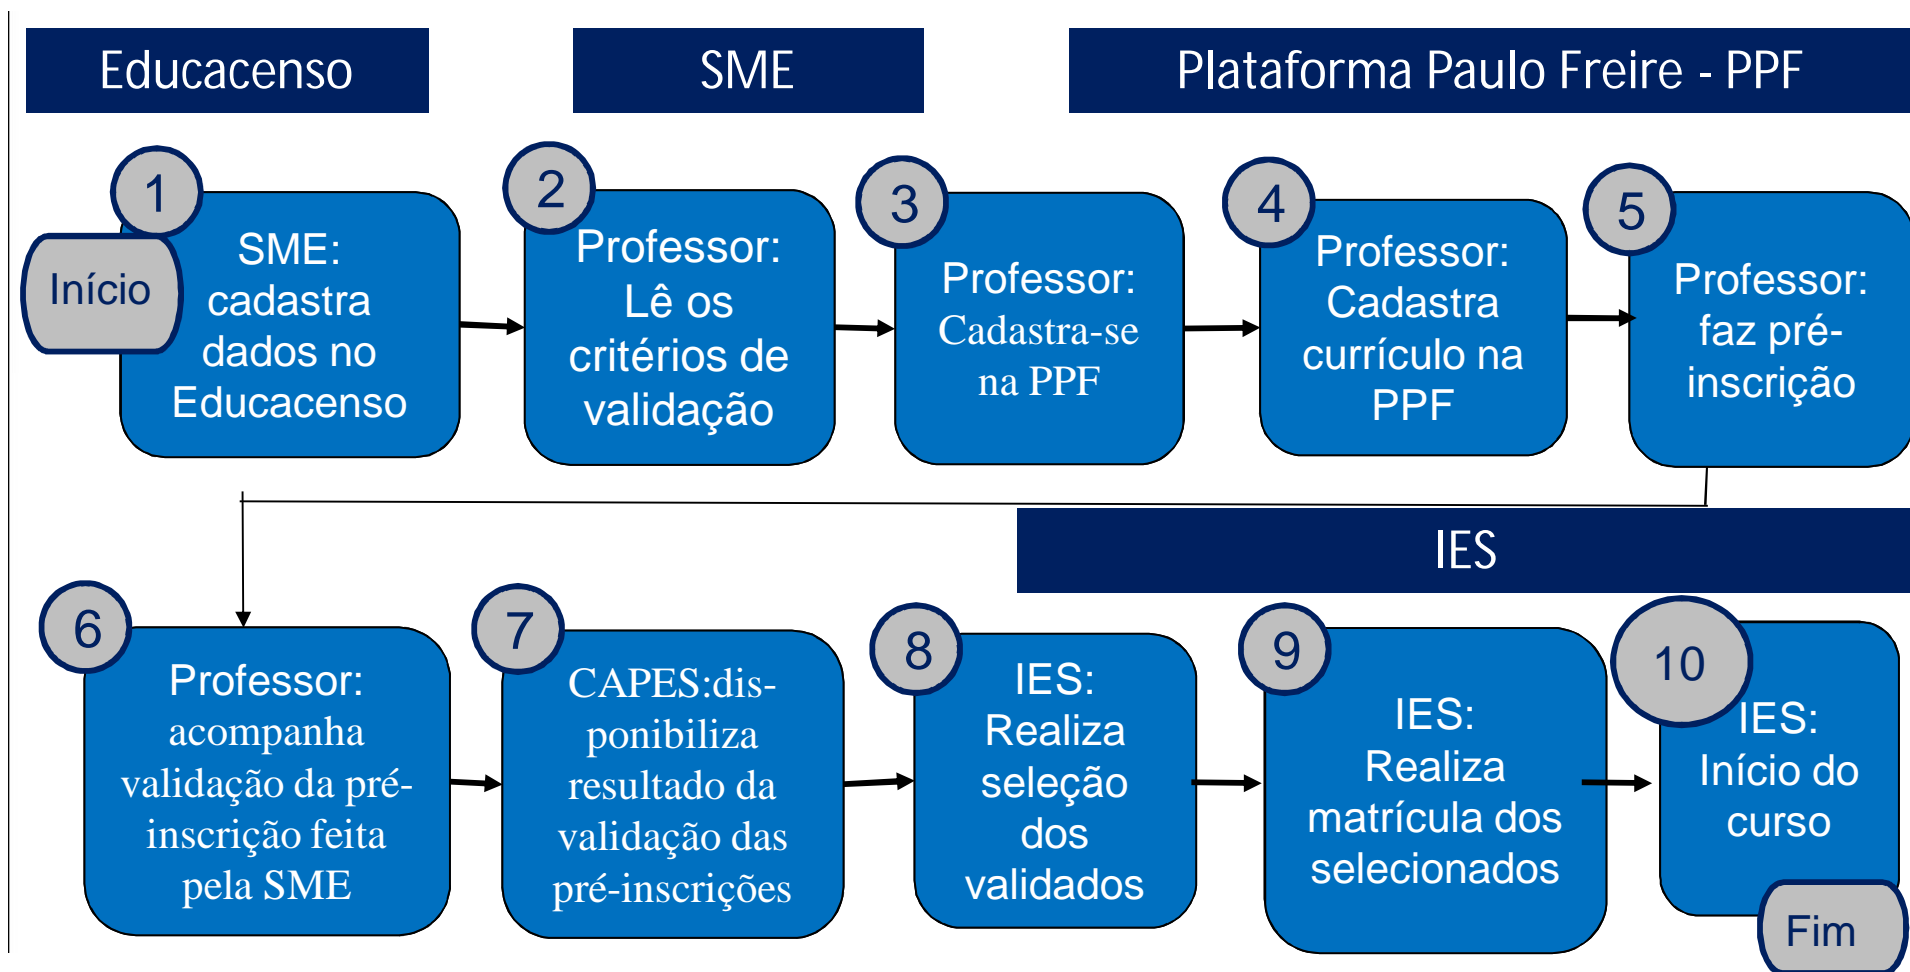 Educacenso
SME
Plataforma Paulo Freire - PPF
1
Início
SME:
cadastra
dados no
Educacenso
2
Professor:
Lê os
critérios de
validação
3
Professor:
Cadastra-se
na PPF
4
Professor:
Cadastra
currículo na
PPF
5
Professor:
faz pré-
inscrição
IES
6
Professor:
acompanha
validação da pré-
inscrição feita
pela SME
7
CAPES:dis-
ponibiliza
resultado da
validação das
pré-inscrições
8
IES:
Realiza
seleção
dos
validados
9
IES:
Realiza
matrícula dos
selecionados
10
IES:
Início do
curso
Fim